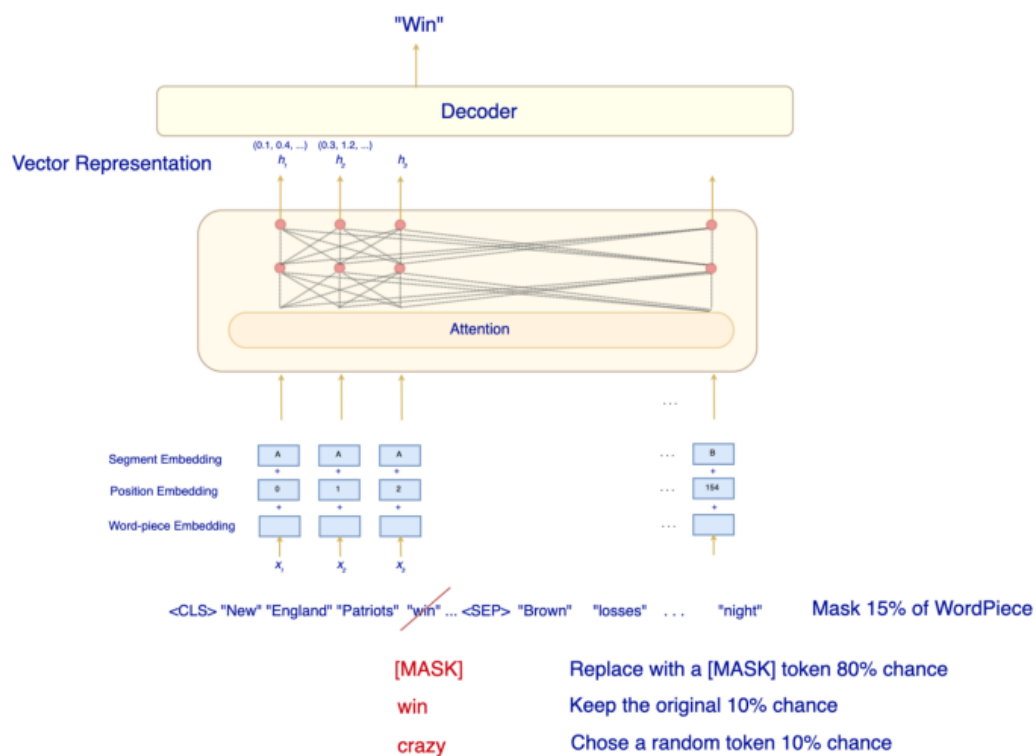 "Win"
Decoder
(0.1, 0.4, ...) (0.3, 1.2, ...)
Vector Representation h1 h2 h3
Attention
...
Segment Embedding A A A ... B
+ + + +
Position Embedding 0 1 2 ... 154
+ + + +
Word-piece Embedding ...
x1 x2 x3
<CLS> "New" "England" "Patriots" "win" ... <SEP> "Brown" "losses" ... "night" Mask 15% of WordPiece
[MASK] Replace with a [MASK] token 80% chance
win Keep the original 10% chance
crazy Chose a random token 10% chance